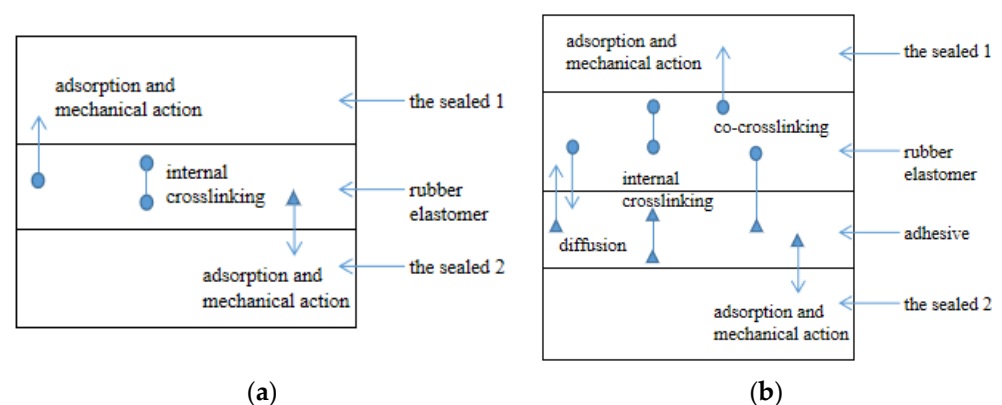 adsorption and
mechanical action
the sealed 1
internal
crosslinking
rubber
elastomer
adsorption and
mechanical action
the sealed 2
(a)
adsorption and
mechanical action
the sealed 1
co-crosslinking
rubber
elastomer
internal
crosslinking
diffusion
adhesive
adsorption and
mechanical action
the sealed 2
(b)